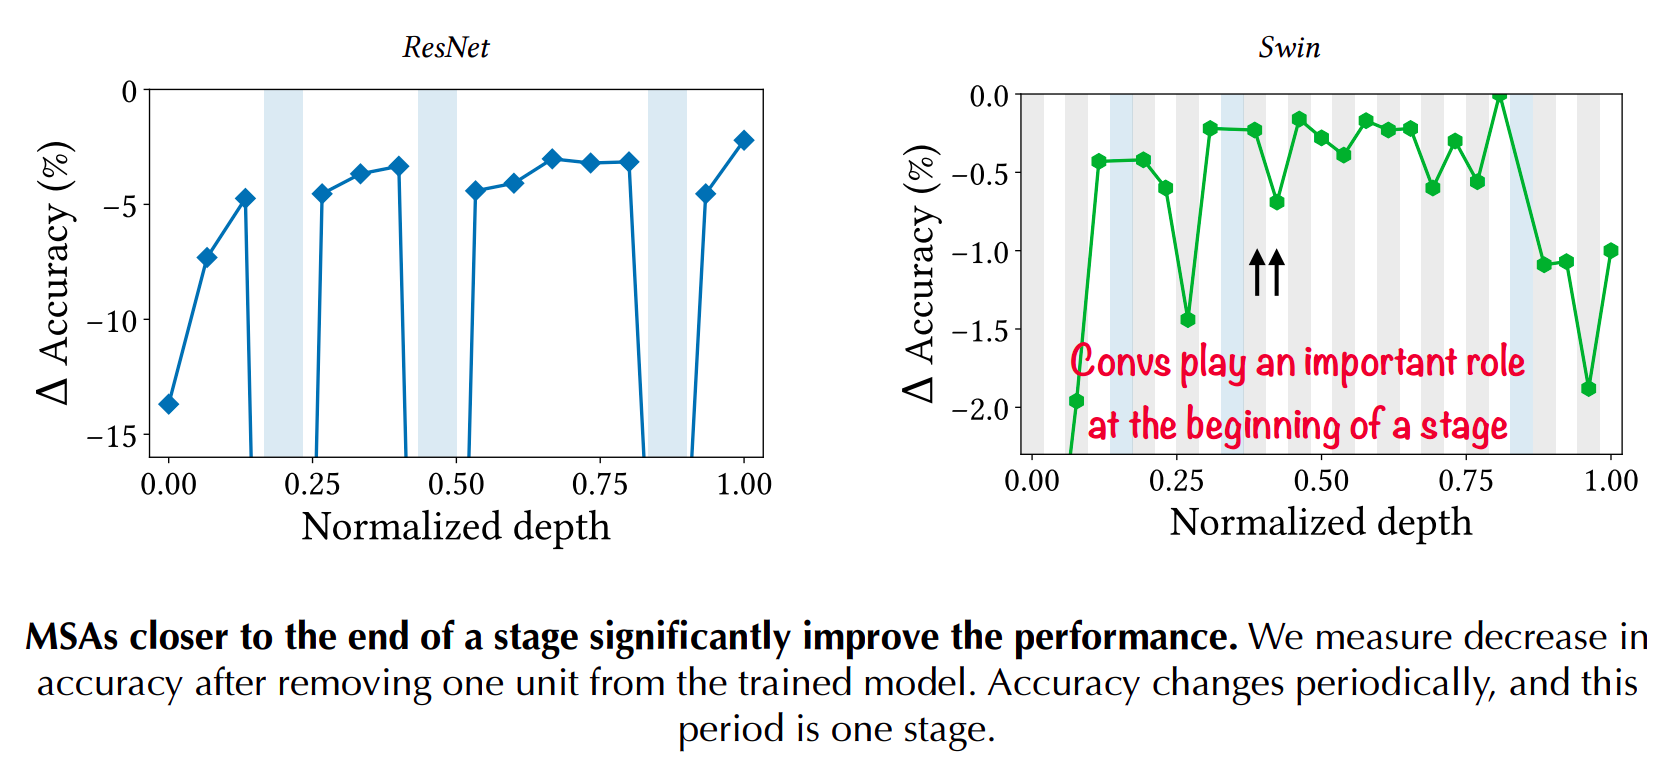 ResNet
0
−5
−10
−15
Δ Accuracy (%)
0.00 0.25 0.50 0.75 1.00
Normalized depth
Swin
0.0
−0.5
−1.0
−1.5
−2.0
Δ Accuracy (%)
Convs play an important role
at the beginning of a stage
0.00 0.25 0.50 0.75 1.00
Normalized depth
MSAs closer to the end of a stage significantly improve the performance. We measure decrease in
accuracy after removing one unit from the trained model. Accuracy changes periodically, and this
period is one stage.